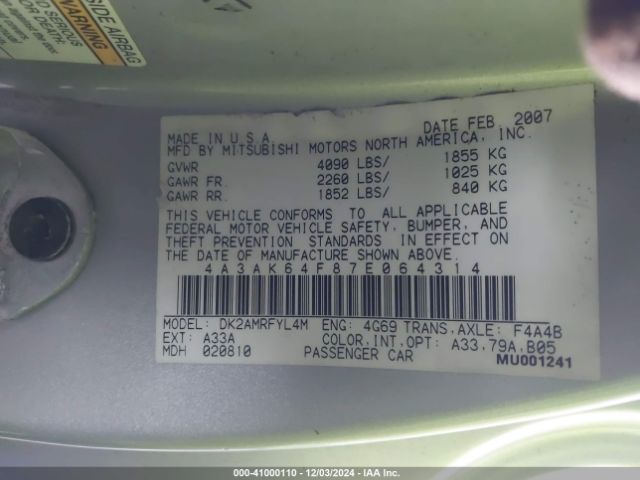 SIDE AIRBAG
WARNING
D SERIOUS
OR DEATH.
MADE IN U.S.A. DATE FEB. 2007
MFD BY MITSUBISHI MOTORS NORTH AMERICA, INC.
GVWR 4090 LBS/ 1855 KG
GAWR FR. 2260 LBS/ 1025 KG
GAWR RR. 1852 LBS/ 840 KG
THIS VEHICLE CONFORMS TO ALL APPLICABLE
FEDERAL MOTOR VEHICLE SAFETY, BUMPER, AND
THEFT PREVENTION STANDARDS IN EFFECT ON
THE DATE OF MANUFACTURE SHOWN ABOVE.
4A3AK64F87E064314
MODEL: DK2AMRFYL4M ENG: 4G69 TRANS.AXLE: F4A4B
EXT: A33A COLOR.INT.OPT: A33.79A.B05
MDH 020810 PASSENGER CAR MU001241
000-41000110 - 12/03/2024 - IAA Inc.